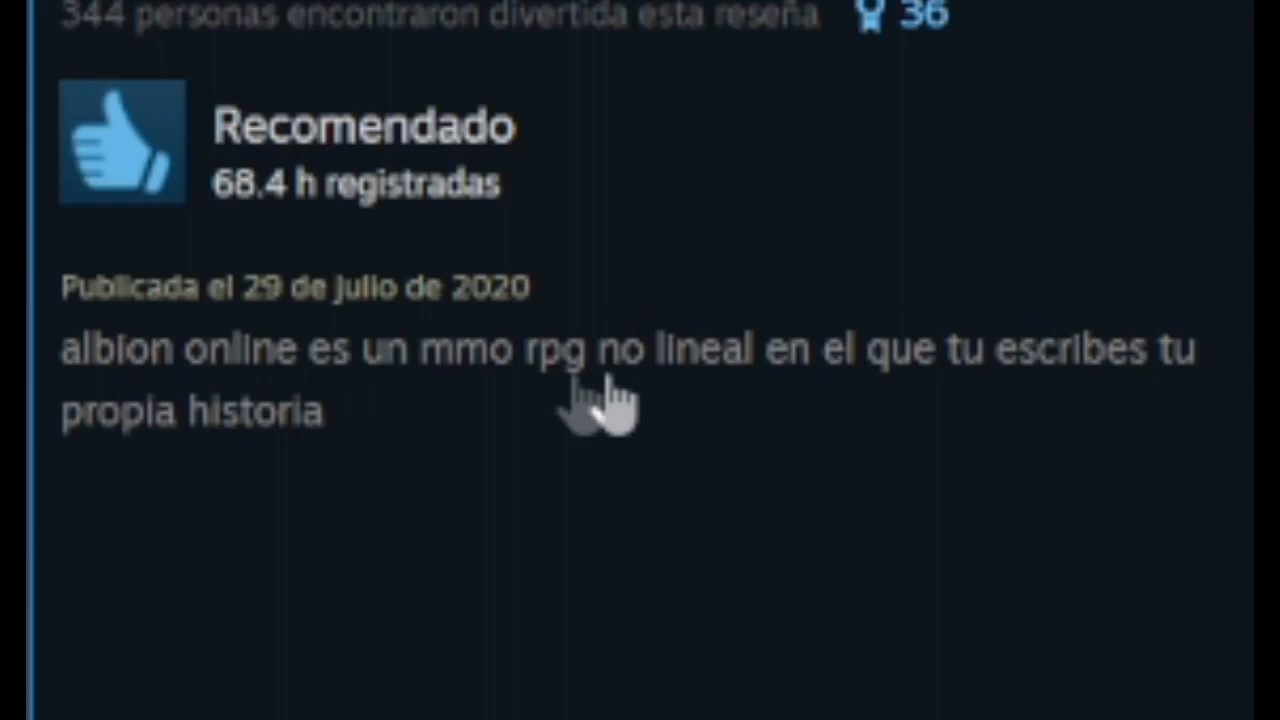 344 personas encontraron divertida esta reseña 36
Recomendado
68.4 h registradas
Publicada el 29 de julio de 2020
albion online es un mmo rpg no lineal en el que tu escribes tu
propia historia